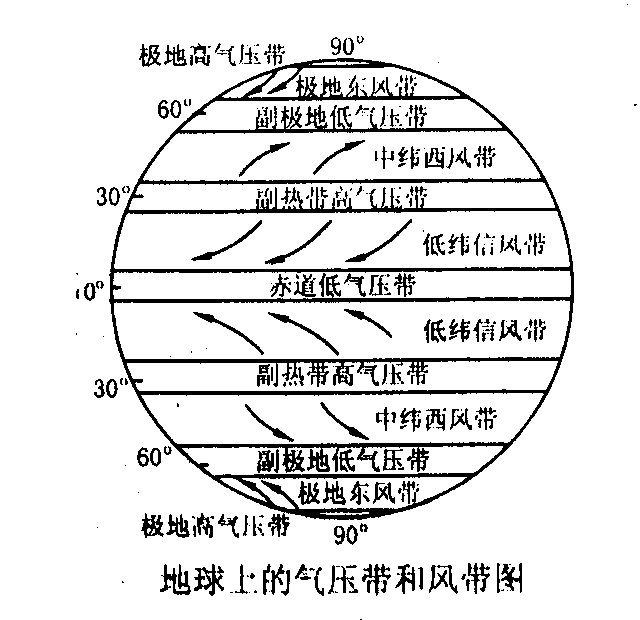 90°
极地高气压带
极地东风带
60°
副极地低气压带
中纬西风带
30°
副热带高气压带
低纬信风带
0°
赤道低气压带
低纬信风带
30°
副热带高气压带
中纬西风带
60°
副极地低气压带
极地东风带
极地高气压带
90°
地球上的气压带和风带图